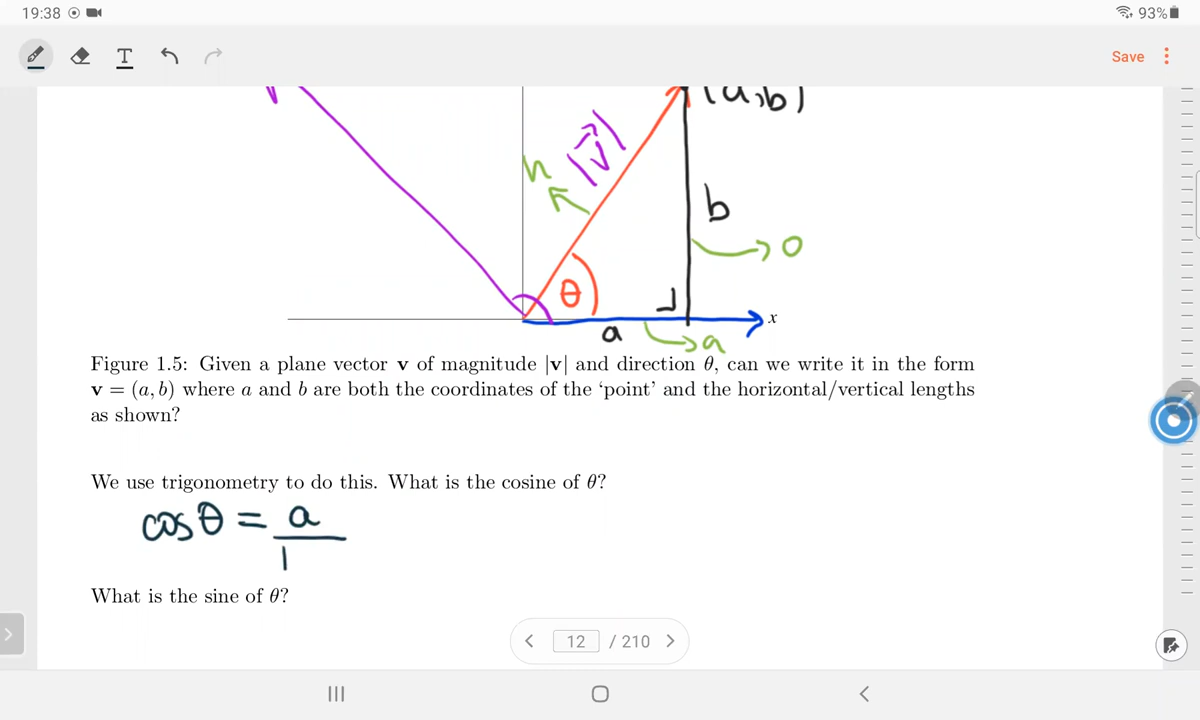 19:38
93%
T
Save
(a,b)
h
|v⃗|
b
o
θ
x
a
a
Figure 1.5: Given a plane vector v of magnitude |v| and direction θ, can we write it in the form
v = (a, b) where a and b are both the coordinates of the ‘point’ and the horizontal/vertical lengths
as shown?
We use trigonometry to do this. What is the cosine of θ?
cosθ = a
|
What is the sine of θ?
12 / 210